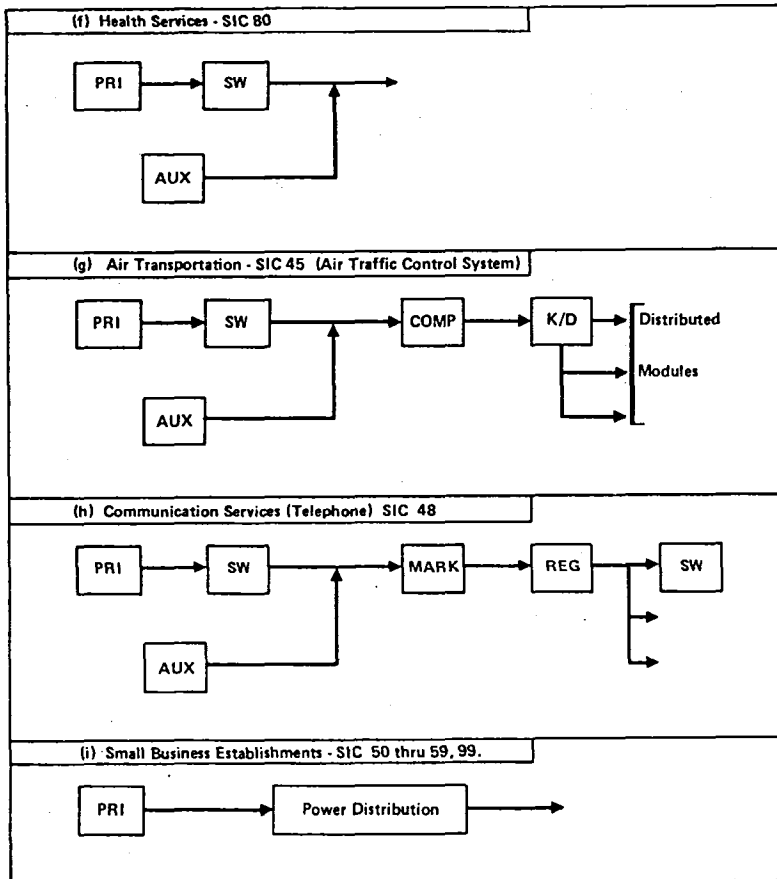 (f) Health Services - SIC 80
PRI
SW
AUX
(g) Air Transportation - SIC 45 (Air Traffic Control System)
PRI
SW
COMP
K/D
Distributed
Modules
AUX
(h) Communication Services (Telephone) SIC 48
PRI
SW
MARK
REG
SW
AUX
(i) Small Business Establishments - SIC 50 thru 59, 99.
PRI
Power Distribution